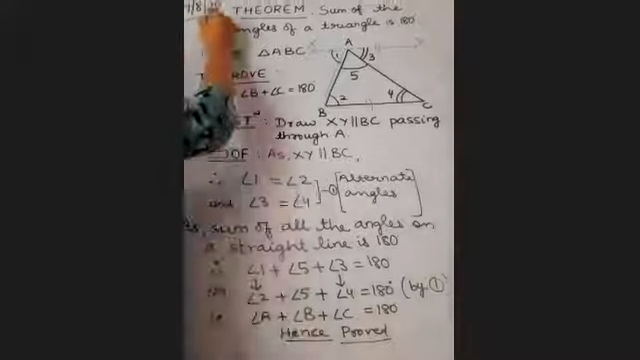 THEOREM Sum of the
angles of a triangle is 180°
△ABC
A
1 3
5
PROVE
∠B + ∠C = 180°
2 4
B C
Draw XY || BC passing
through A.
As, XY || BC,
∴ ∠1 = ∠2
and ∠3 = ∠4 – ① [Alternate angles]
sum of all the angles on
a straight line is 180
∠1 + ∠5 + ∠3 = 180
∠2 + ∠5 + ∠4 = 180° (by ①)
∠A + ∠B + ∠C = 180
Hence Proved